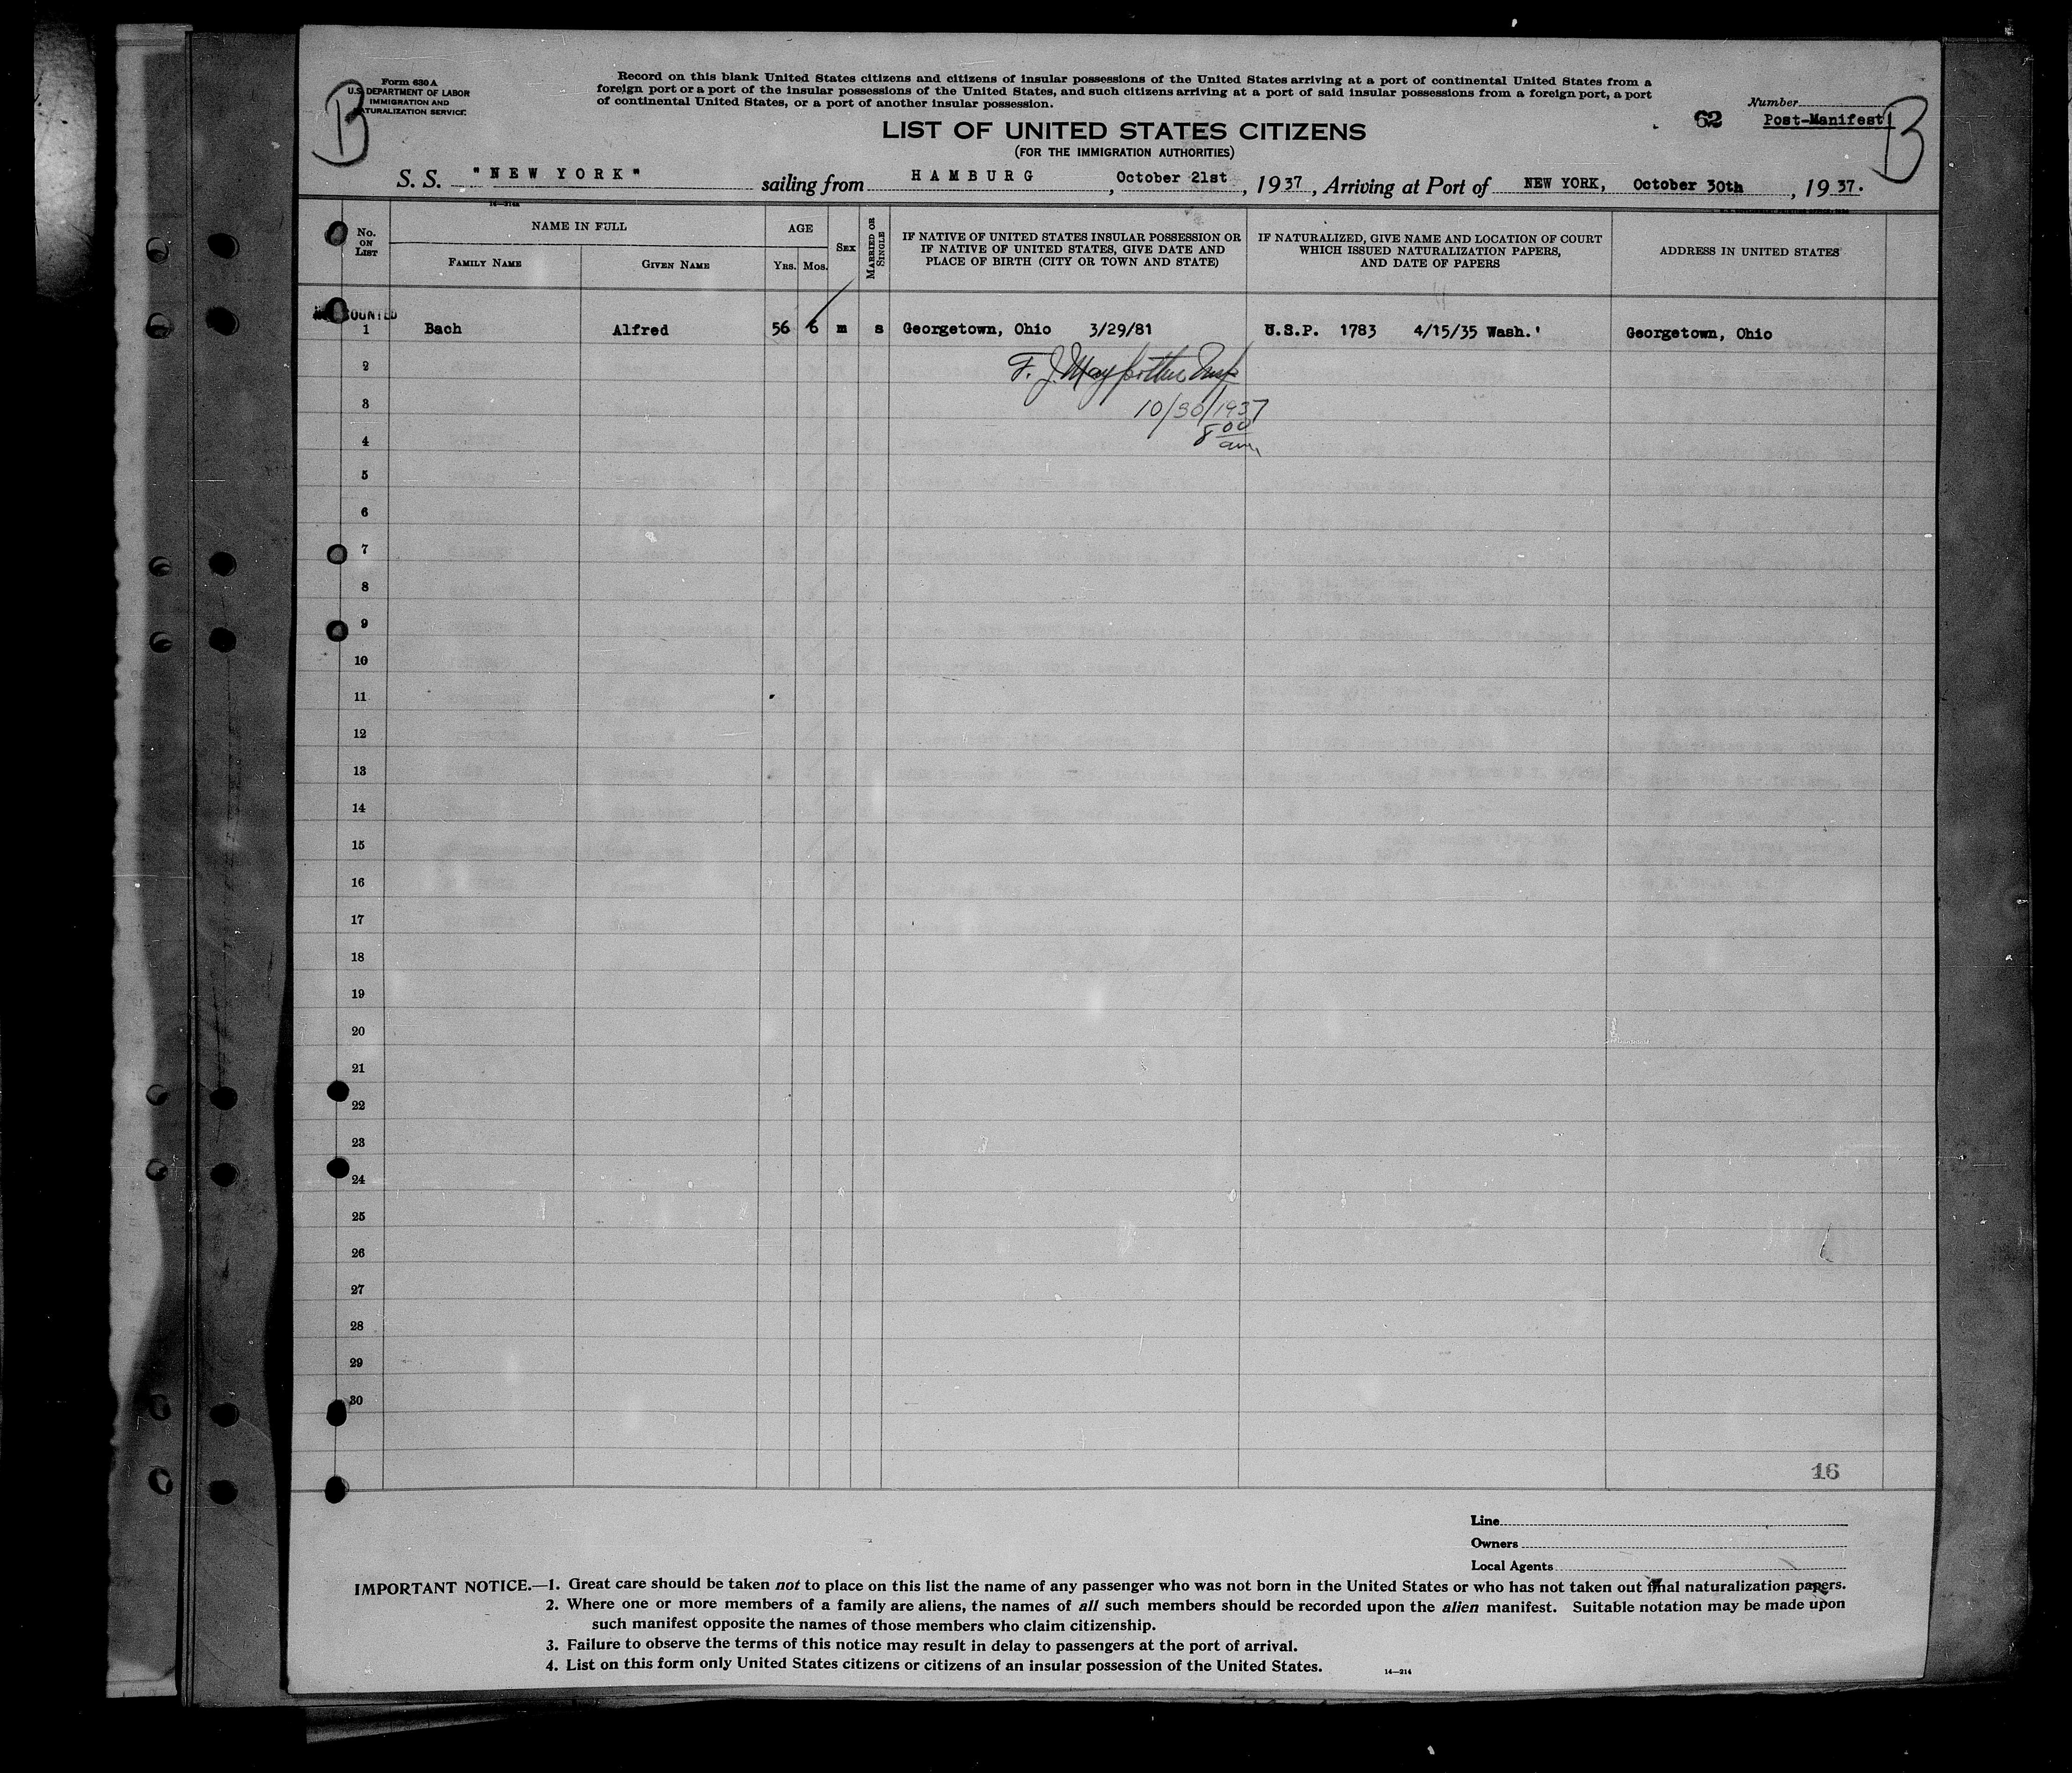 B
Form 630 A
U.S. DEPARTMENT OF LABOR
IMMIGRATION AND
NATURALIZATION SERVICE
Record on this blank United States citizens and citizens of insular possessions of the United States arriving at a port of continental United States from a
foreign port or a port of the insular possessions of the United States, and such citizens arriving at a port of said insular possessions from a foreign port, a port
of continental United States, or a port of another insular possession.
62
Number
Post-Manifest
B
LIST OF UNITED STATES CITIZENS
(FOR THE IMMIGRATION AUTHORITIES)
S. S. "NEW YORK" sailing from HAMBURG, October 21st, 1937, Arriving at Port of NEW YORK, October 30th, 1937.
No. ON LIST
NAME IN FULL
FAMILY NAME
GIVEN NAME
AGE
YRS. MOS.
SEX
MARRIED OR SINGLE
IF NATIVE OF UNITED STATES INSULAR POSSESSION OR
IF NATIVE OF UNITED STATES, GIVE DATE AND
PLACE OF BIRTH (CITY OR TOWN AND STATE)
IF NATURALIZED, GIVE NAME AND LOCATION OF COURT
WHICH ISSUED NATURALIZATION PAPERS,
AND DATE OF PAPERS
ADDRESS IN UNITED STATES
1 Bach Alfred 56 6 m s Georgetown, Ohio 3/29/81 U.S.P. 1783 4/15/35 Wash.' Georgetown, Ohio
2 F. J.
3 10/30/1937
4 8 00 am
5
6
7
8
9
10
11
12
13
14
15
16
17
18
19
20
21
22
23
24
25
26
27
28
29
30
16
Line
Owners
Local Agents
IMPORTANT NOTICE.—1. Great care should be taken not to place on this list the name of any passenger who was not born in the United States or who has not taken out final naturalization papers.
2. Where one or more members of a family are aliens, the names of all such members should be recorded upon the alien manifest. Suitable notation may be made upon
such manifest opposite the names of those members who claim citizenship.
3. Failure to observe the terms of this notice may result in delay to passengers at the port of arrival.
4. List on this form only United States citizens or citizens of an insular possession of the United States.
14—214